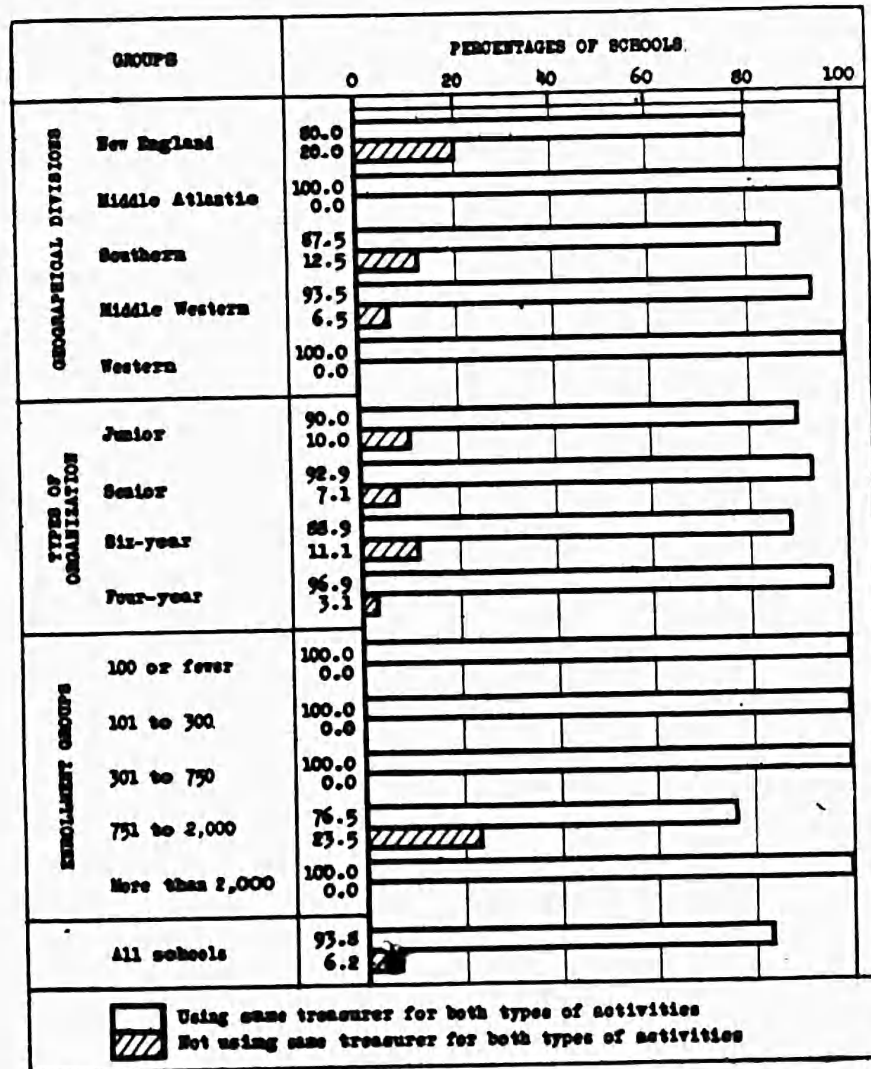 GROUPS
PERCENTAGES OF SCHOOLS.
0 20 40 60 80 100
GEOGRAPHICAL DIVISIONS
New England
80.0
20.0
Middle Atlantic
100.0
0.0
Southern
87.5
12.5
Middle Western
93.5
6.5
Western
100.0
0.0
TYPES OF
ORGANIZATION
Junior
90.0
10.0
Senior
92.9
7.1
Six-year
88.9
11.1
Four-year
96.9
3.1
ENROLLMENT GROUPS
100 or fewer
100.0
0.0
101 to 300
100.0
0.0
301 to 750
100.0
0.0
751 to 2,000
76.5
23.5
More than 2,000
100.0
0.0
All schools
93.8
6.2
Using same treasurer for both types of activities
Not using same treasurer for both types of activities